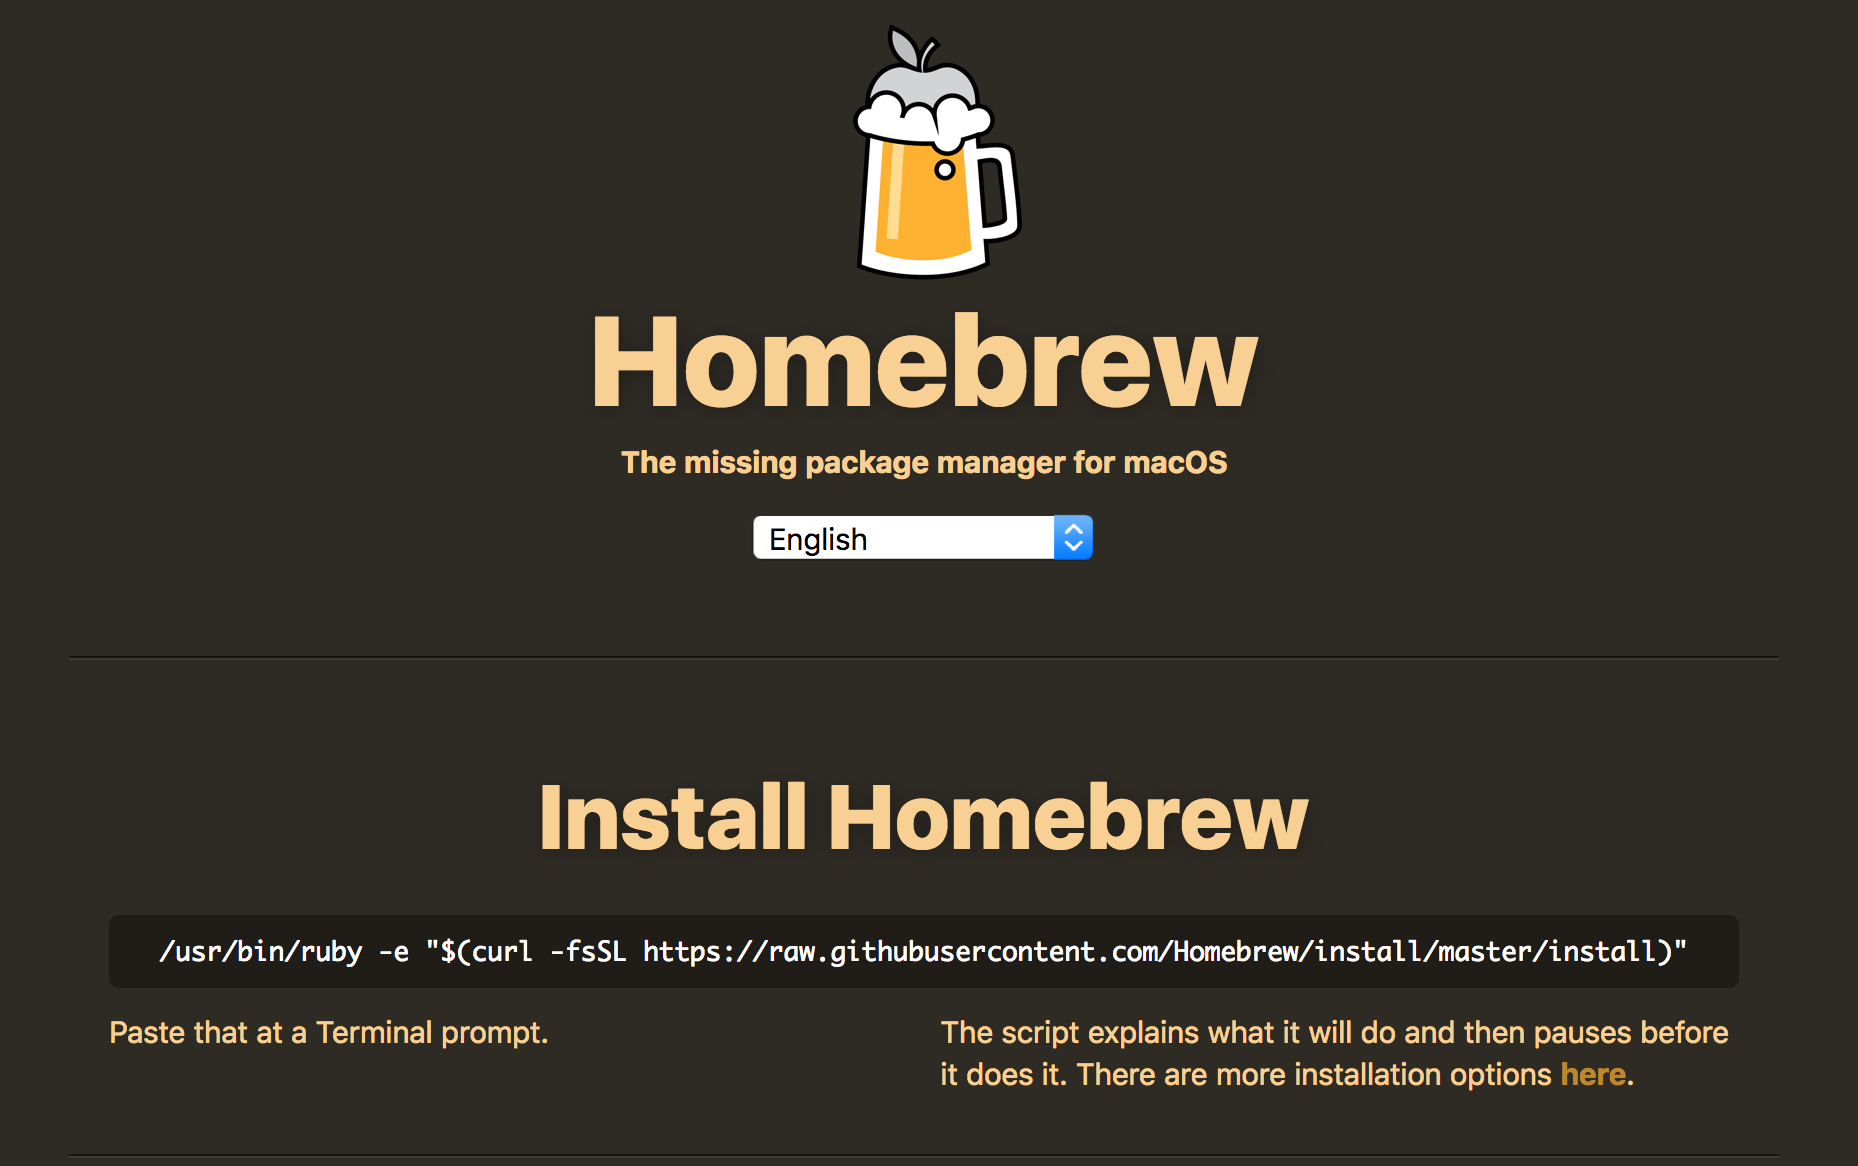 Homebrew
The missing package manager for macOS
English
Install Homebrew
/usr/bin/ruby -e "$(curl -fsSL https://raw.githubusercontent.com/Homebrew/install/master/install)"
Paste that at a Terminal prompt.
The script explains what it will do and then pauses before
it does it. There are more installation options here.